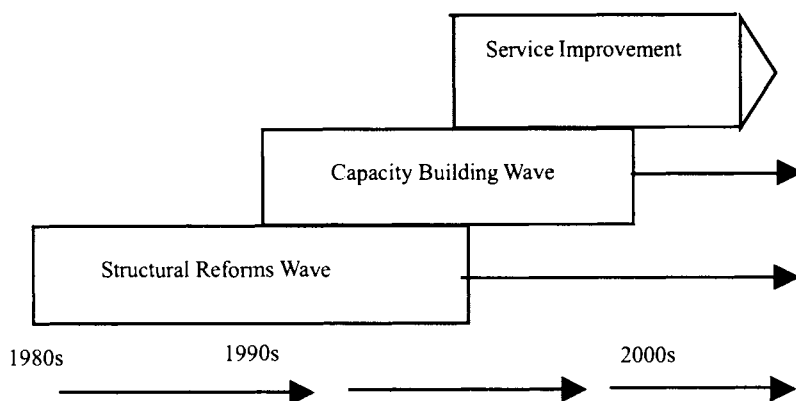 Service Improvement
Capacity Building Wave
Structural Reforms Wave
1980s
1990s
2000s